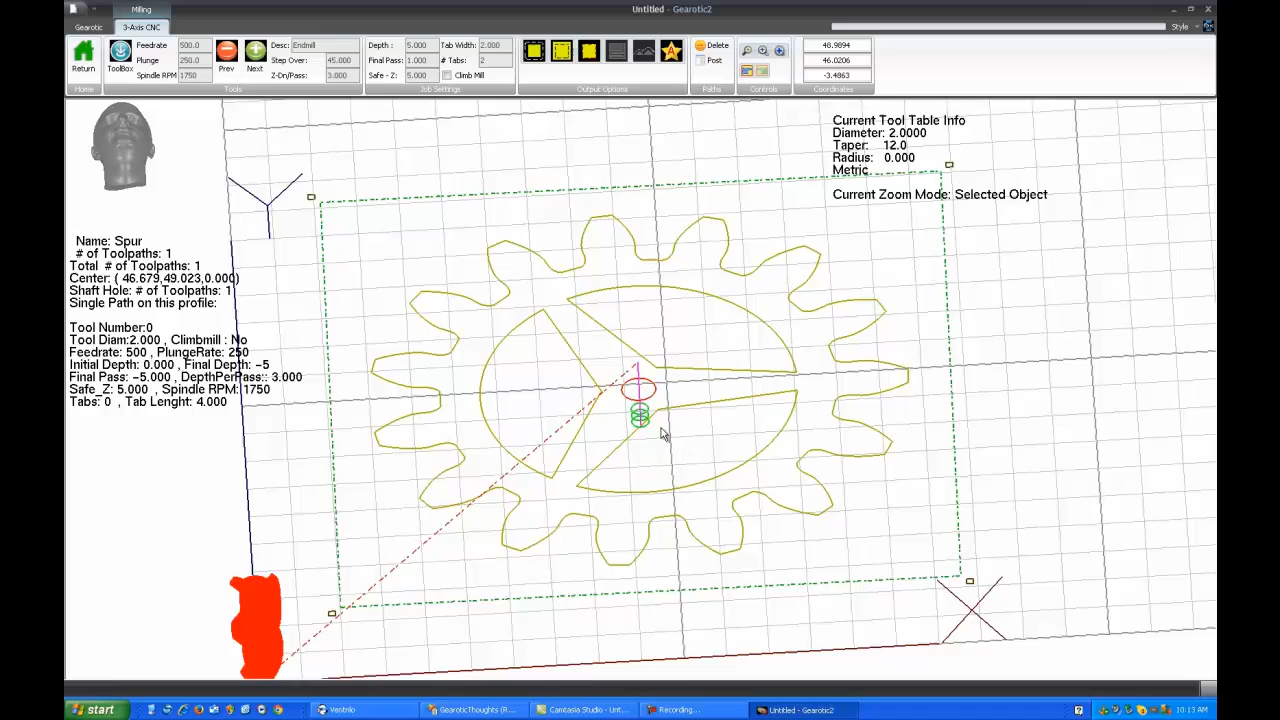 Milling
Untitled - Gearotic2
Gearotic
3-Axis CNC
Style
Return
Home
ToolBox
Feedrate 500.0
Plunge 250.0
Spindle RPM 1750
Prev
Next
Desc: Endmill
Step Over: 45.000
Z-Dn/Pass: 3.000
Tools
Depth : 5.000
Final Pass: 1.000
Safe - Z: 5.000
Tab Width: 2.000
# Tabs: 2
Climb Mill
Job Settings
Output Options
Delete
Post
Paths
Controls
48.9894
46.0206
-3.4863
Coordinates
Current Tool Table Info
Diameter: 2.0000
Taper: 12.0
Radius: 0.000
Metric
Current Zoom Mode: Selected Object
Y
Name: Spur
# of Toolpaths: 1
Total # of Toolpaths: 1
Center: ( 46.679,49.023,0.000)
Shaft Hole: # of Toolpaths: 1
Single Path on this profile:
Tool Number:0
Tool Diam:2.000 , Climbmill : No
Feedrate: 500 , PlungeRate: 250
Initial Depth: 0.000, Final Depth: -5
Final Pass: -5.000, DepthPerPass:: 3.000
Safe_Z: 5.000 , Spindle RPM: 1750
Tabs: 0 , Tab Lenght: 4.000
X
start
Ventrilo
GearoticThoughts (R...
Camtasia Studio - Unt...
Recording...
Untitled - Gearotic2
?
10:13 AM